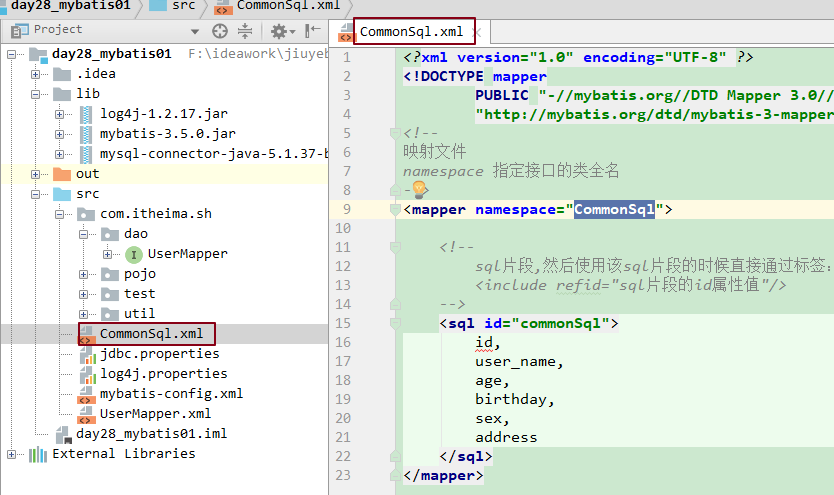 day28_mybatis01 src CommonSql.xml
Project
day28_mybatis01 F:\ideawork\jiuyeb
.idea
lib
log4j-1.2.17.jar
mybatis-3.5.0.jar
mysql-connector-java-5.1.37-b
out
src
com.itheima.sh
dao
UserMapper
pojo
test
util
CommonSql.xml
jdbc.properties
log4j.properties
mybatis-config.xml
UserMapper.xml
day28_mybatis01.iml
External Libraries
CommonSql.xml
1 <?xml version="1.0" encoding="UTF-8" ?>
2 <!DOCTYPE mapper
3 PUBLIC "-//mybatis.org//DTD Mapper 3.0//
4 "http://mybatis.org/dtd/mybatis-3-mapper
5 <!--
6 映射文件
7 namespace 指定接口的类全名
8 -->
9 <mapper namespace="CommonSql">
10
11 <!--
12 sql片段,然后使用该sql片段的时候直接通过标签:
13 <include refid="sql片段的id属性值"/>
14 -->
15 <sql id="commonSql">
16 id,
17 user_name,
18 age,
19 birthday,
20 sex,
21 address
22 </sql>
23 </mapper>